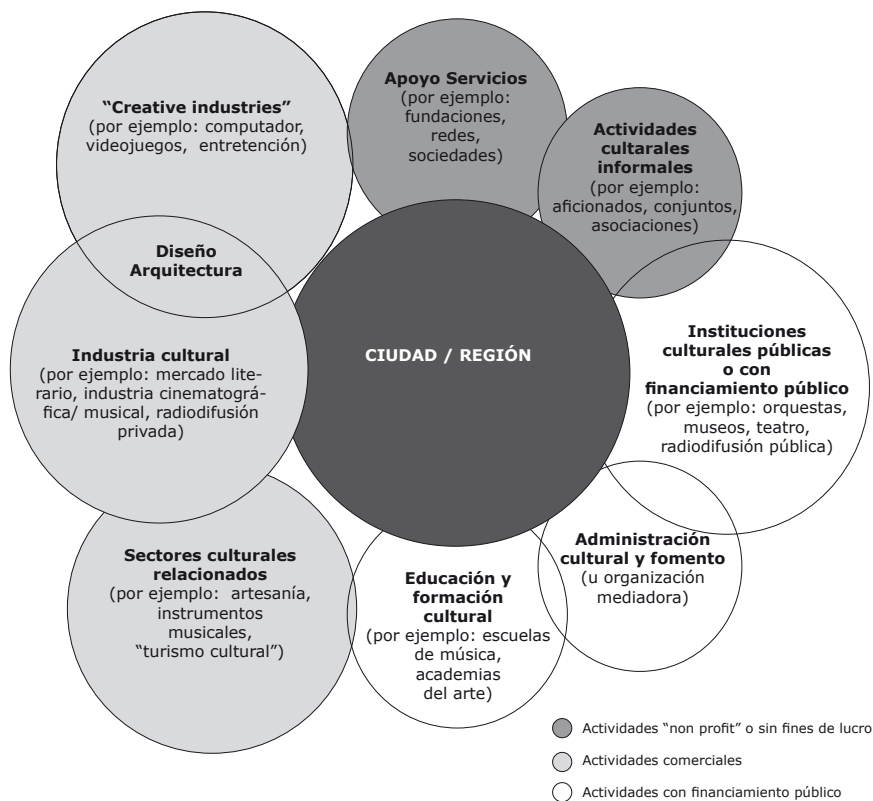 “Creative industries”
(por ejemplo: computador,
videojuegos, entretención)
Apoyo Servicios
(por ejemplo:
fundaciones,
redes,
sociedades)
Actividades
cultarales
informales
(por ejemplo:
aficionados, conjuntos,
asociaciones)
Diseño
Arquitectura
Industria cultural
(por ejemplo: mercado lite-
rario, industria cinematográ-
fica/ musical, radiodifusión
privada)
CIUDAD / REGIÓN
Instituciones
culturales públicas
o con
financiamiento público
(por ejemplo: orquestas,
museos, teatro,
radiodifusión pública)
Sectores culturales
relacionados
(por ejemplo: artesanía,
instrumentos
musicales,
“turismo cultural”)
Educación y
formación
cultural
(por ejemplo: escuelas
de música,
academias
del arte)
Administración
cultural y fomento
(u organización
mediadora)
Actividades “non profit” o sin fines de lucro
Actividades comerciales
Actividades con financiamiento público